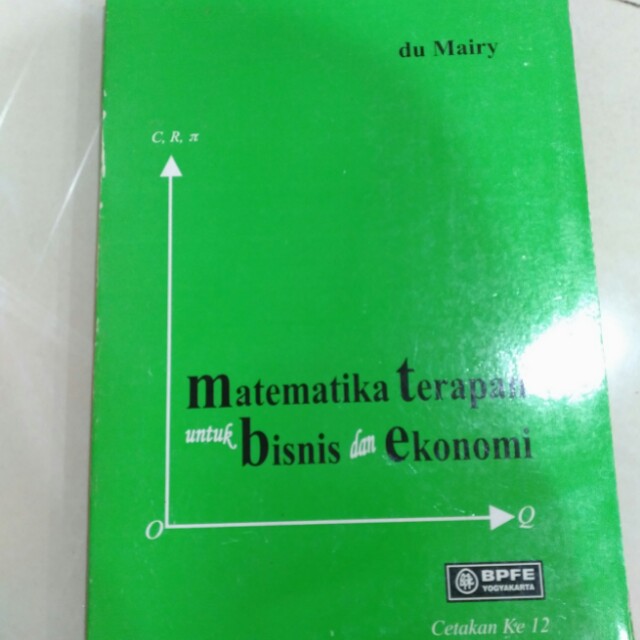 du Mairy
C, R, π
matematika terapan
untuk bisnis dan ekonomi
O
Q
BPFE
YOGYAKARTA
Cetakan Ke 12